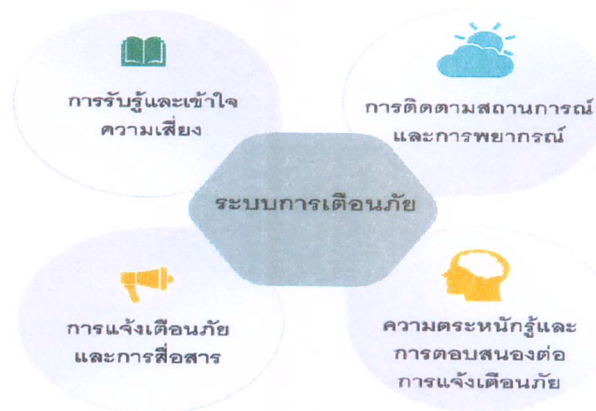 การรับรู้และเข้าใจ
ความเสี่ยง
การติดตามสถานการณ์
และการพยากรณ์
ระบบการเตือนภัย
การแจ้งเตือนภัย
และการสื่อสาร
ความตระหนักรู้และ
การตอบสนองต่อ
การแจ้งเตือนภัย